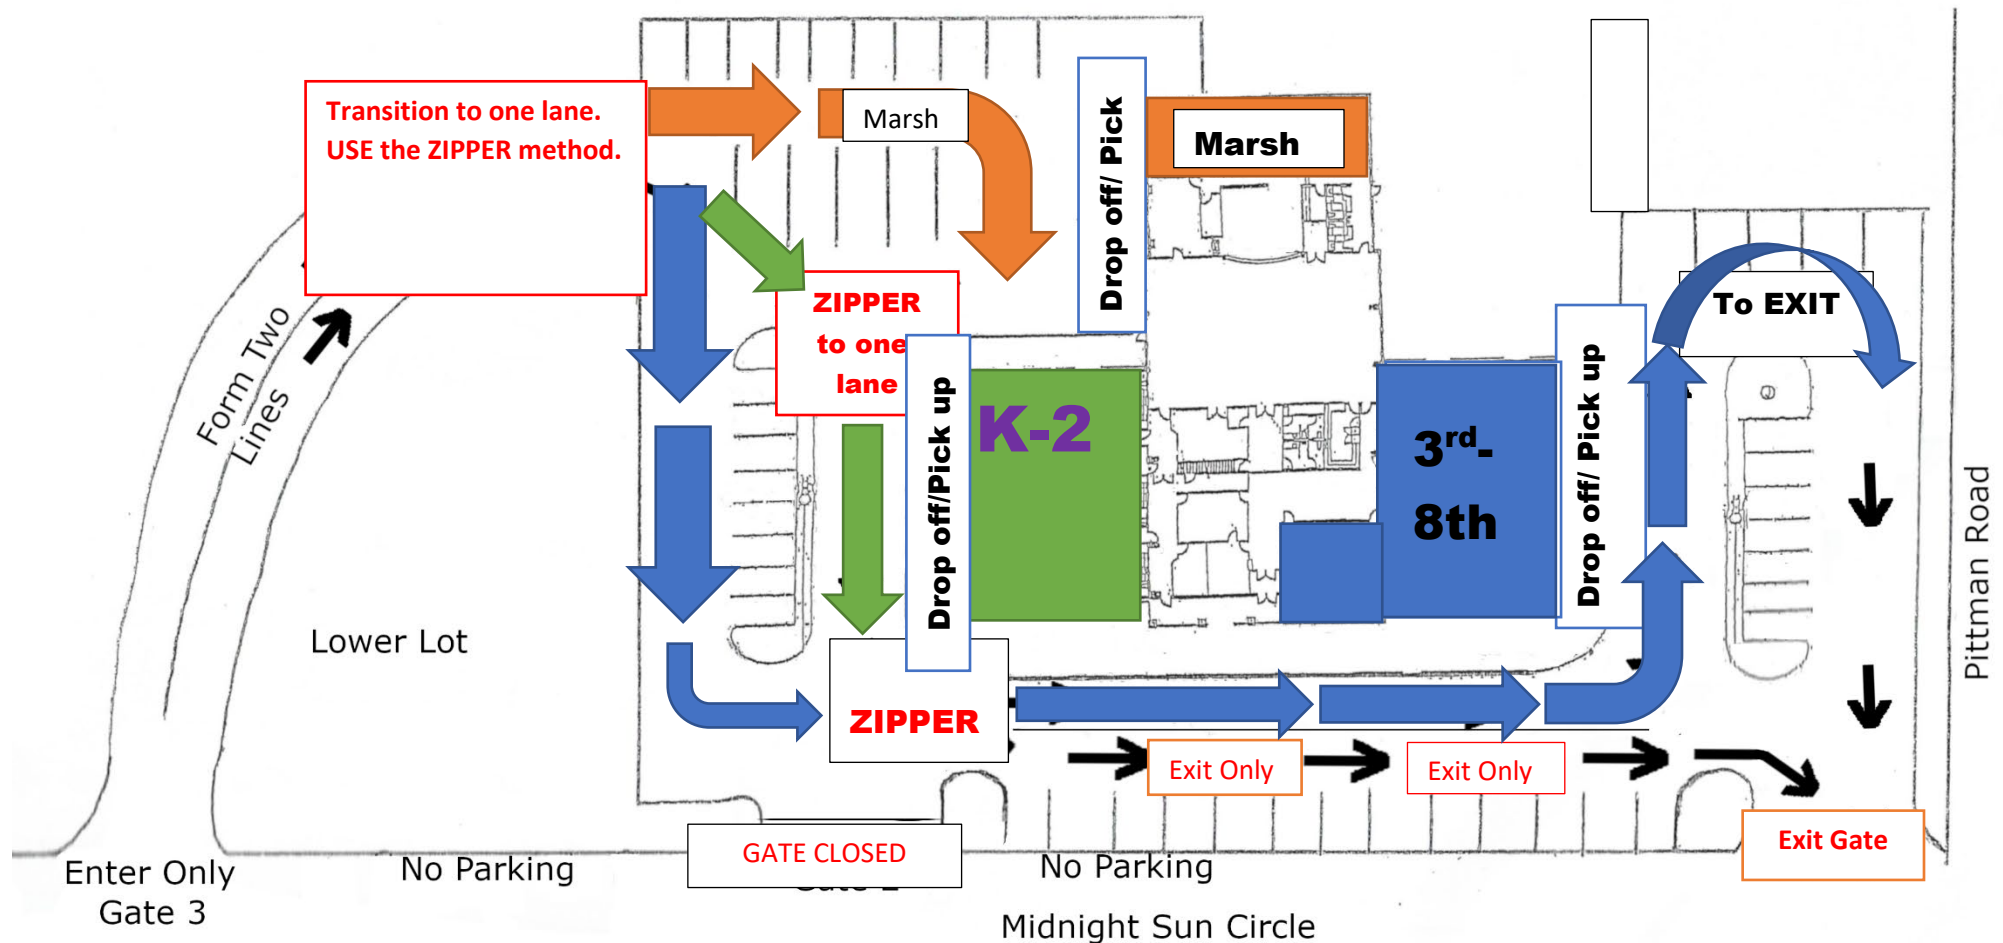 Transition to one lane.
USE the ZIPPER method.
Marsh
Drop off/ Pick
Marsh
Form Two
Lines
ZIPPER
to one
lane
Drop off/Pick up
K-2
3rd-
8th
Drop off/ Pick up
To EXIT
Pittman Road
Lower Lot
ZIPPER
Exit Only
Exit Only
Exit Gate
GATE CLOSED
No Parking
No Parking
Enter Only
Gate 3
Midnight Sun Circle